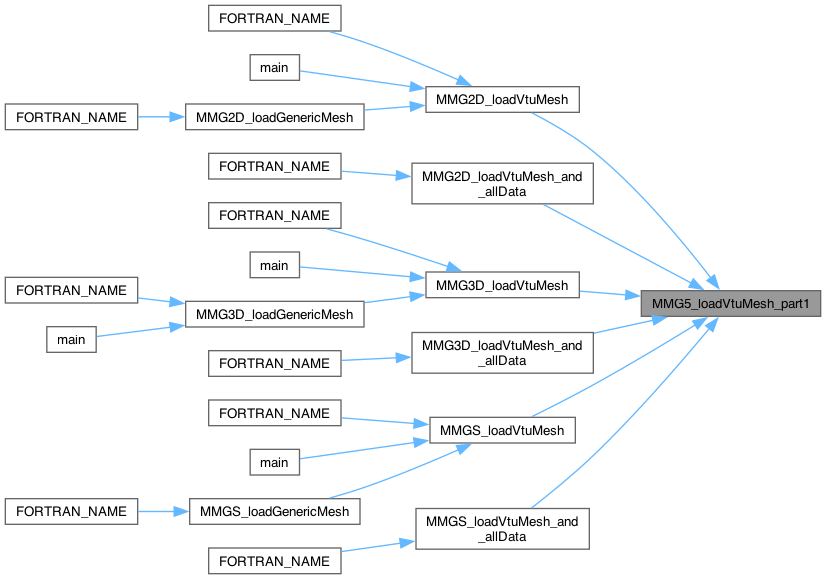 FORTRAN_NAME
main
MMG2D_loadVtuMesh
FORTRAN_NAME
MMG2D_loadGenericMesh
FORTRAN_NAME
MMG2D_loadVtuMesh_and
_allData
FORTRAN_NAME
main
MMG3D_loadVtuMesh
FORTRAN_NAME
MMG5_loadVtuMesh_part1
MMG3D_loadGenericMesh
main
MMG3D_loadVtuMesh_and
_allData
FORTRAN_NAME
FORTRAN_NAME
MMGS_loadVtuMesh
main
FORTRAN_NAME
MMGS_loadGenericMesh
MMGS_loadVtuMesh_and
_allData
FORTRAN_NAME